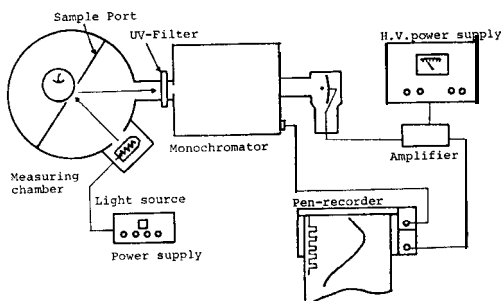 Sample Port
UV-Filter
H.V.power supply
Monochromator
Amplifier
Measuring
chamber
Light source
Pen-recorder
Power supply